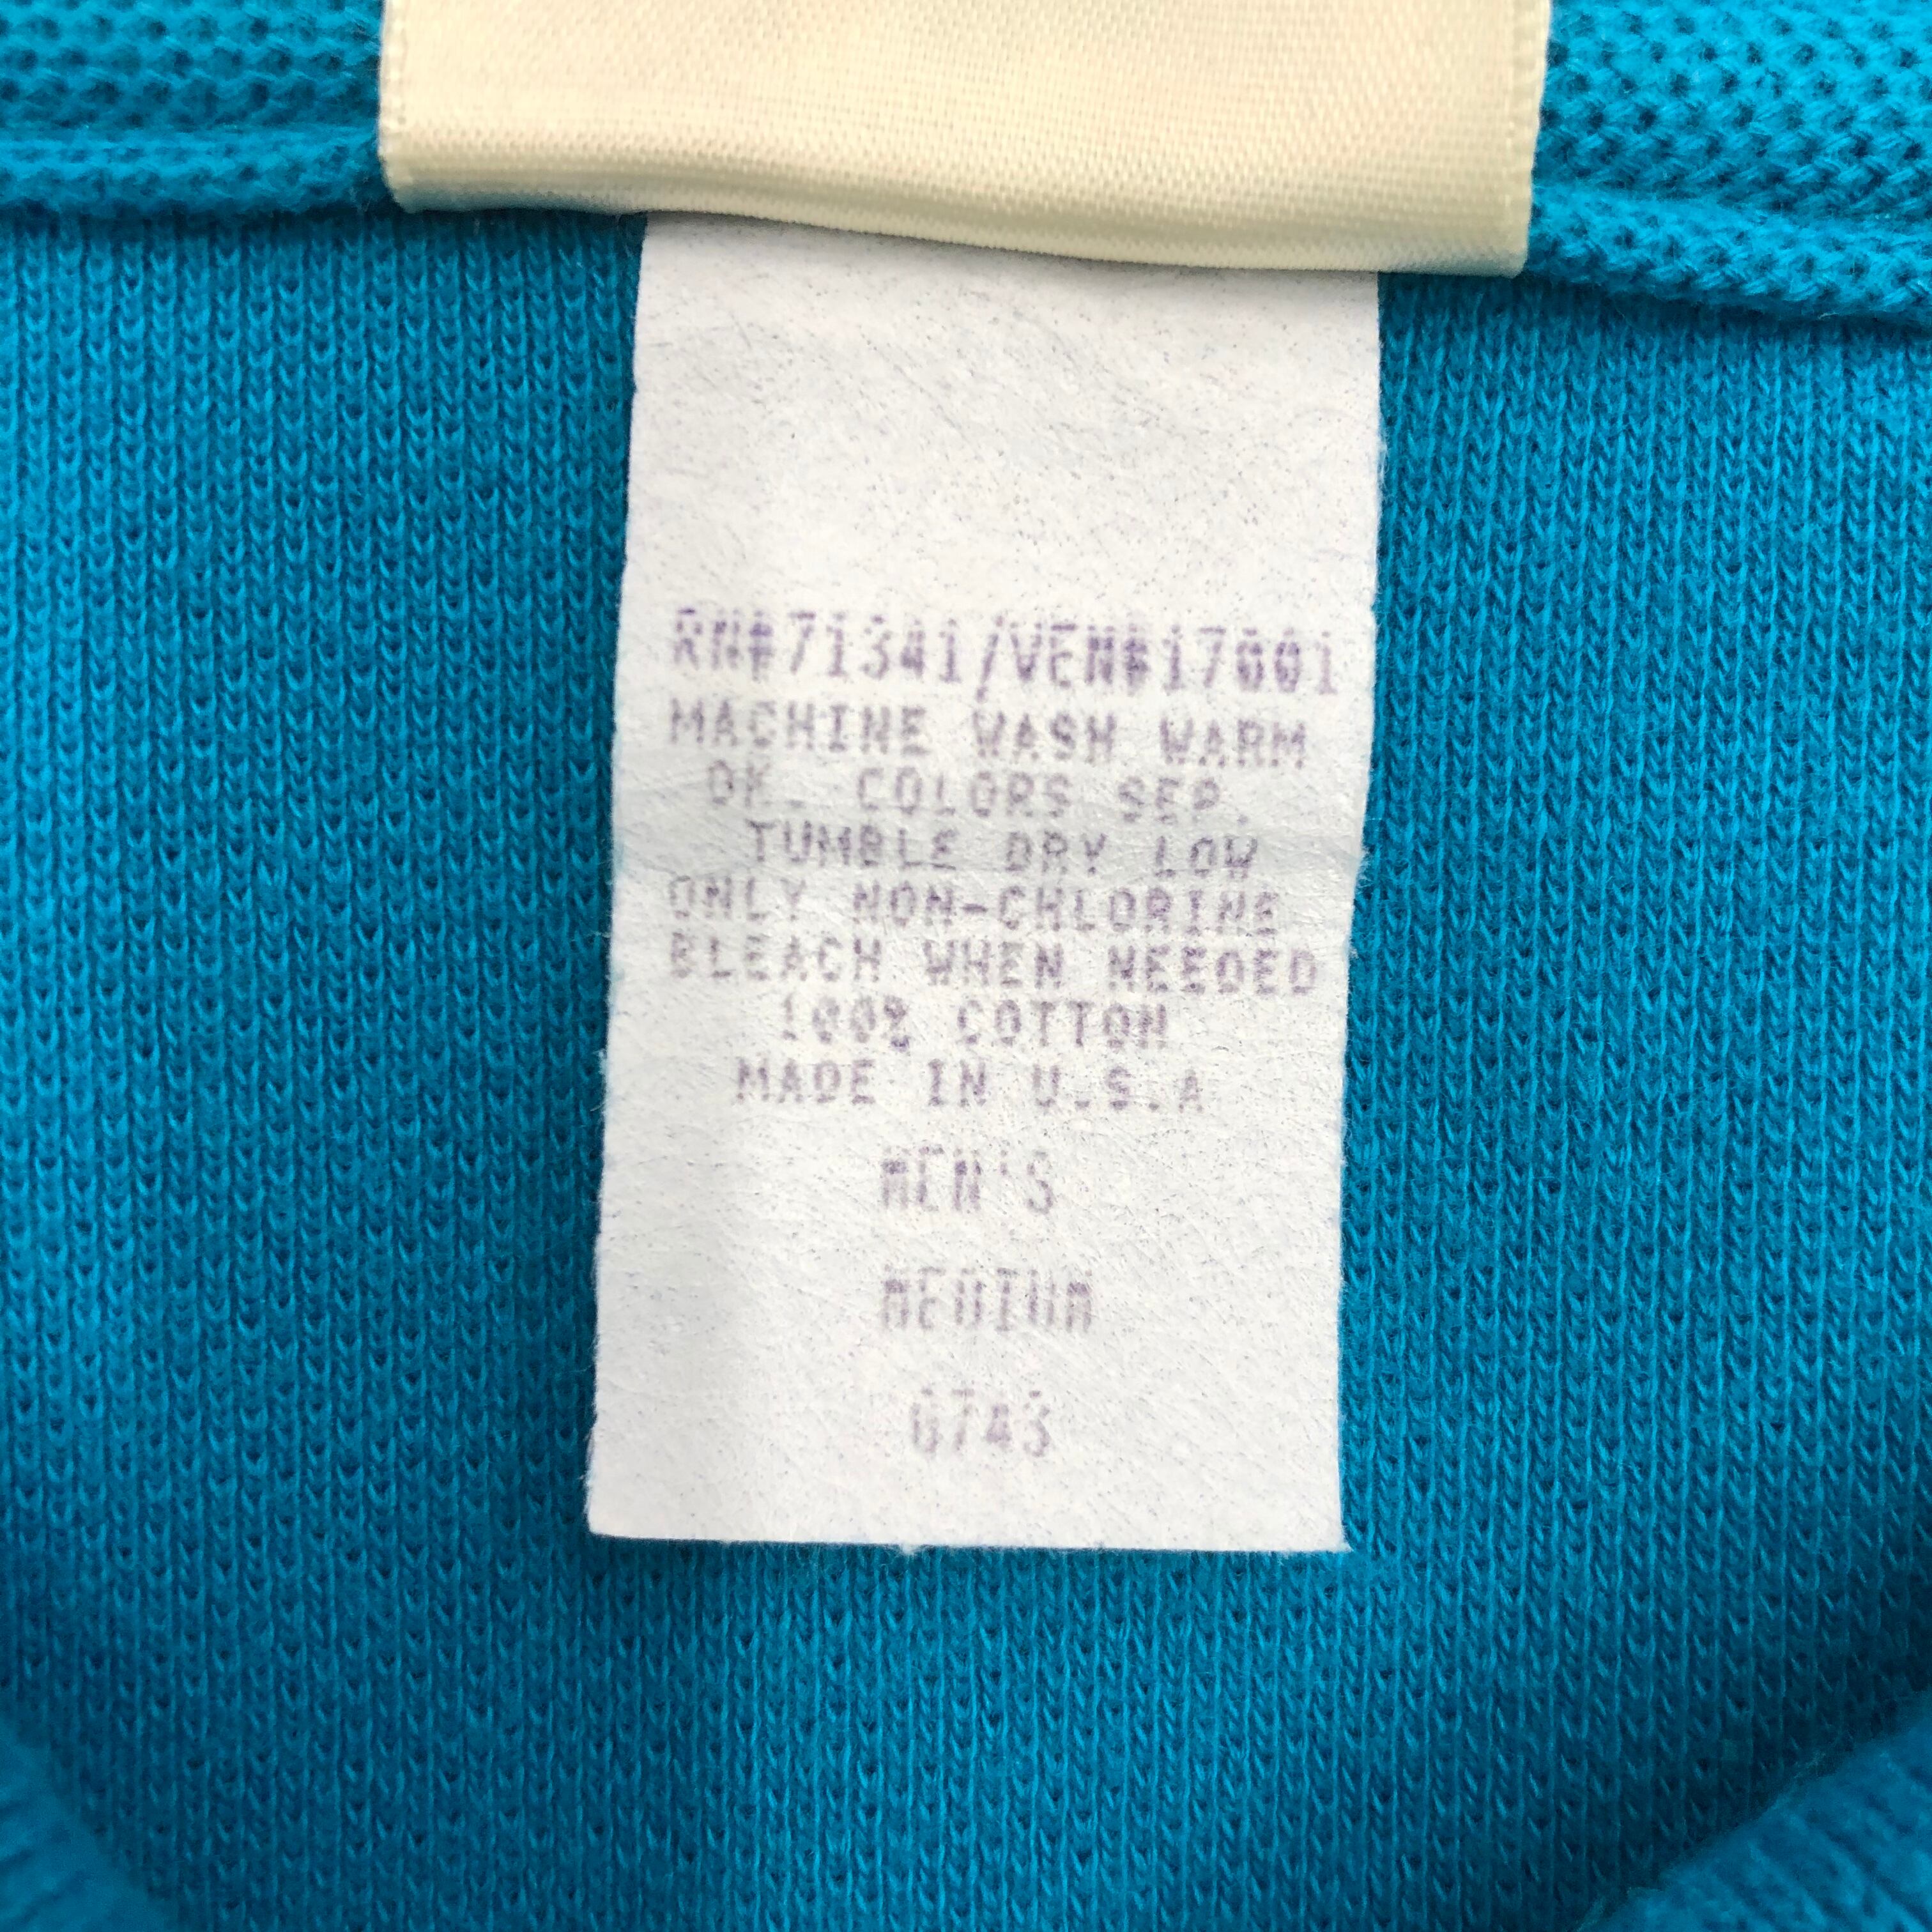 RN#71341/VEN#17001
MACHINE WASH WARM
DK. COLORS SEP.
TUMBLE DRY LOW
ONLY NON-CHLORINE
BLEACH WHEN NEEDED
100% COTTON
MADE IN U.S.A
MEN'S
MEDIUM
G743